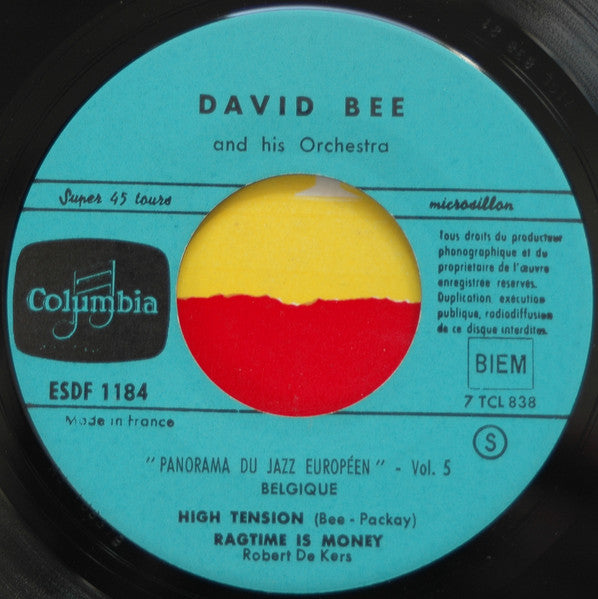 DAVID BEE
and his Orchestra
Super 45 tours
microsillon
Columbia
Tous droits du producteur
phonographique et du
proprietaire de l'œuvre
enregistrée réservés.
Duplication exécution
publique, radiodiffusion
de ce disque interdites.
BIEM
ESDF 1184
7 TCL 838
Made in France
S
"PANORAMA DU JAZZ EUROPÉEN" - Vol. 5
BELGIQUE
HIGH TENSION (Bee - Packay)
RAGTIME IS MONEY
Robert De Kers